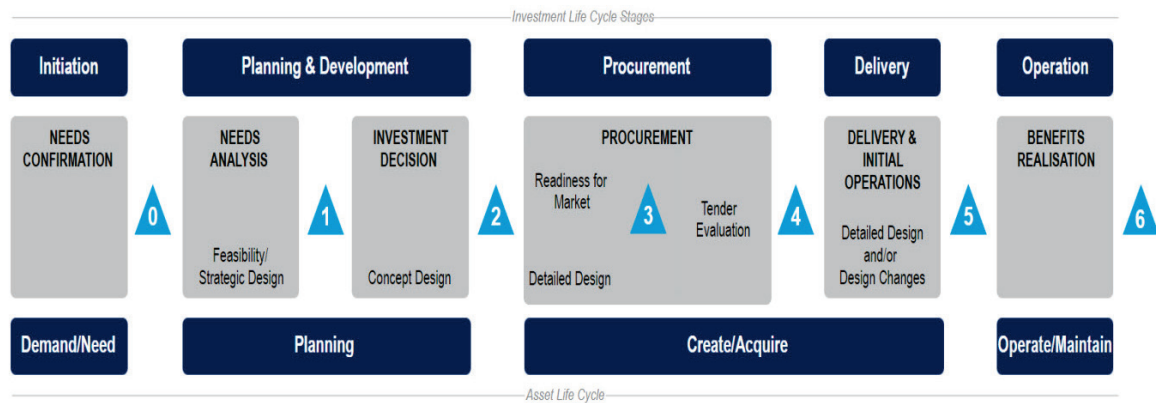 Investment Life Cycle Stages
Initiation
Planning & Development
Procurement
Delivery
Operation
NEEDS
CONFIRMATION
0
NEEDS
ANALYSIS
Feasibility/
Strategic Design
1
INVESTMENT
DECISION
Concept Design
2
PROCUREMENT
Readiness for
Market
Detailed Design
3
Tender
Evaluation
4
DELIVERY &
INITIAL
OPERATIONS
Detailed Design
and/or
Design Changes
5
BENEFITS
REALISATION
6
Demand/Need
Planning
Create/Acquire
Operate/Maintain
Asset Life Cycle